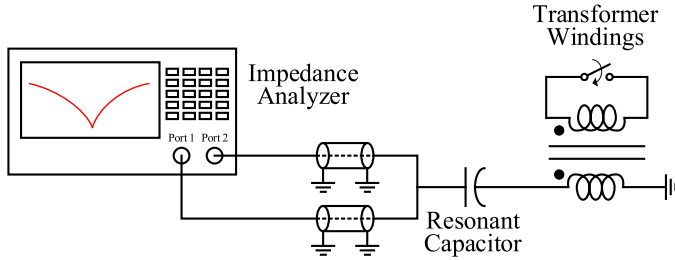 Transformer
Windings
Impedance
Analyzer
Port 1 Port 2
Resonant
Capacitor